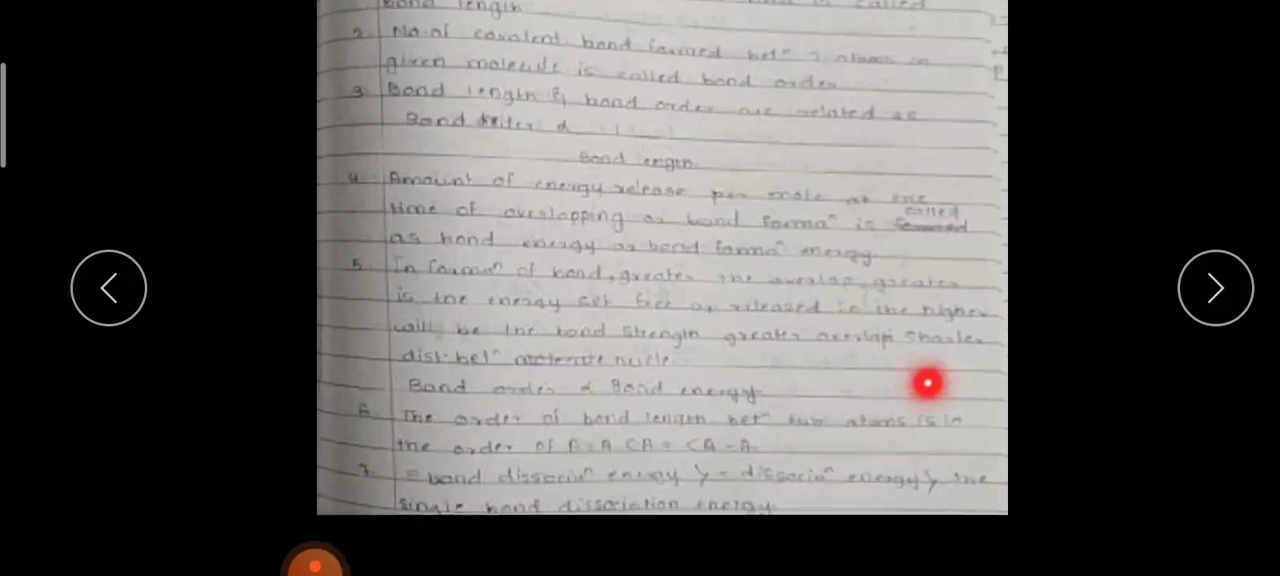 Bond length
2. No. of covalent bond formed betn 2 atoms in
given molecule is called bond order
3. Bond length & bond order are related as
Bond order α 1
Bond length
4. Amount of energy release per mole at the
time of overlapping or bond forman is called
as bond energy or bond forman energy
5. In forman of bond, greater the overlap, greater
is the energy set free or released i.e the higher
will be the bond strength greater overlap shorter
dist. betn nuclei
Bond order α Bond energy
6. The order of bond length betn two atoms is in
the order of A≡A < A=A < A-A
7. ≡ bond dissocian energy > = dissocian energy > the
single bond dissociation energy